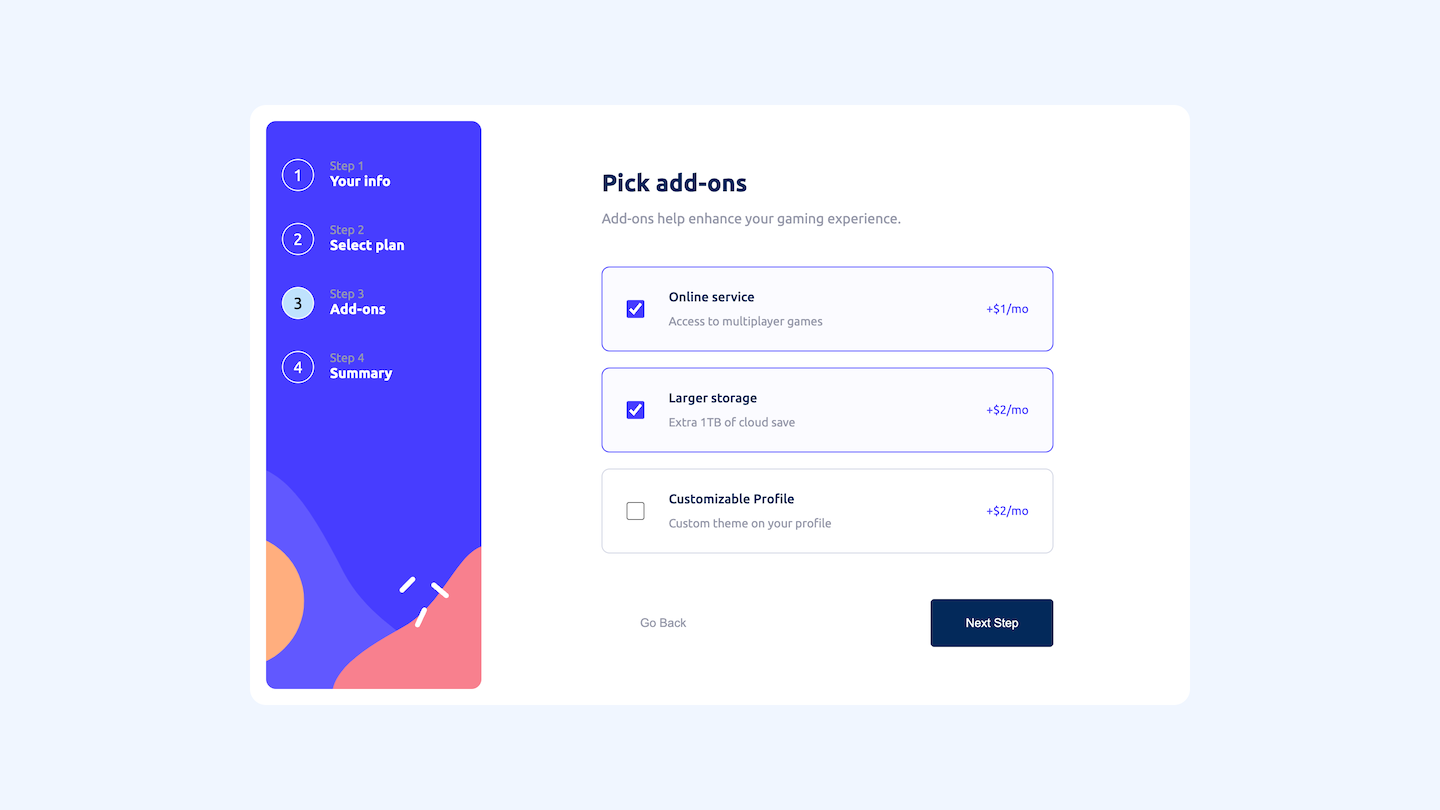 1
Step 1
Your info
2
Step 2
Select plan
3
Step 3
Add-ons
4
Step 4
Summary
Pick add-ons
Add-ons help enhance your gaming experience.
Online service
Access to multiplayer games
+$1/mo
Larger storage
Extra 1TB of cloud save
+$2/mo
Customizable Profile
Custom theme on your profile
+$2/mo
Go Back
Next Step